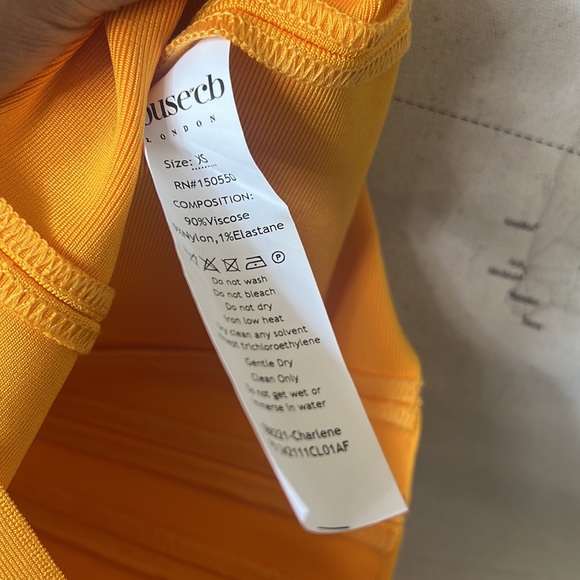 ouse cb
LONDON
Size: XS
RN#150550
COMPOSITION:
90%Viscose
Nylon,1%Elastane
P
Do not wash
Do not bleach
Do not dry
Iron low heat
Dry clean any solvent
except trichloroethylene
Gentle Dry
Clean Only
Do not get wet or
immerse in water
-Charlene
2111CL01AF